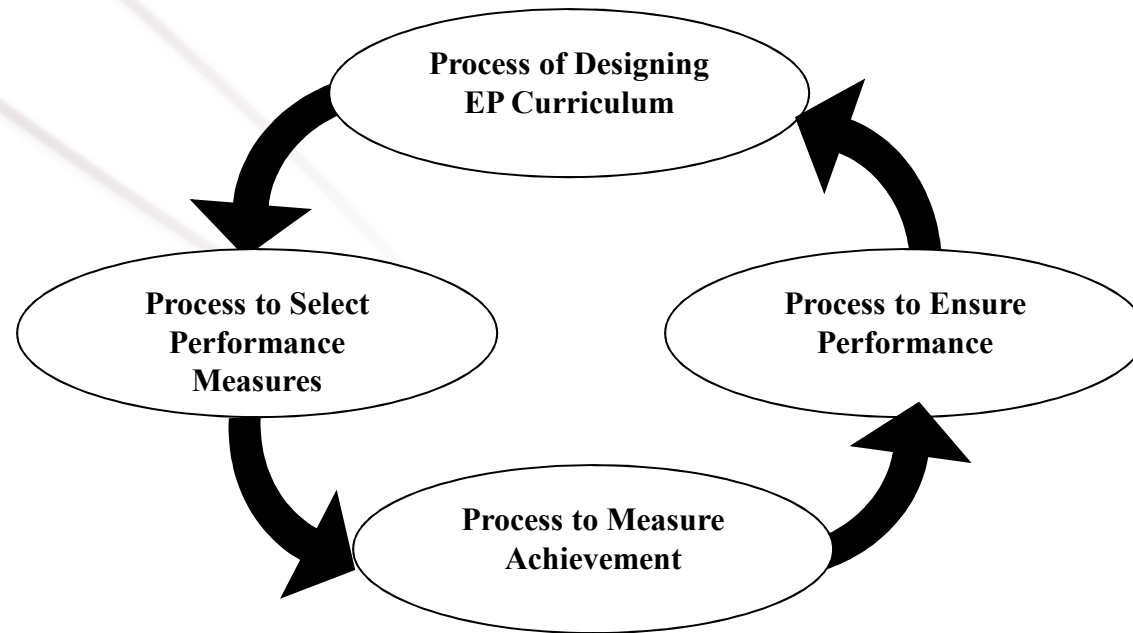 Process of Designing
EP Curriculum
Process to Select
Performance
Measures
Process to Ensure
Performance
Process to Measure
Achievement